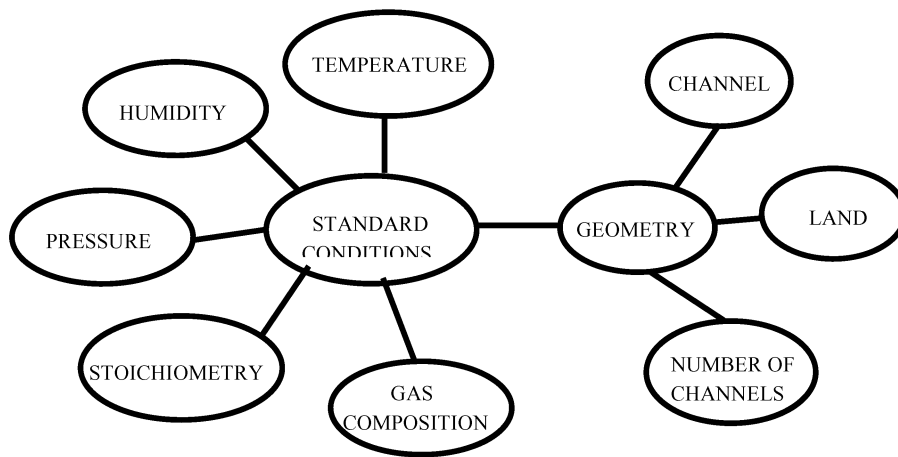 TEMPERATURE
CHANNEL
HUMIDITY
STANDARD
CONDITIONS
GEOMETRY
LAND
PRESSURE
STOICHIOMETRY
GAS
COMPOSITION
NUMBER OF
CHANNELS